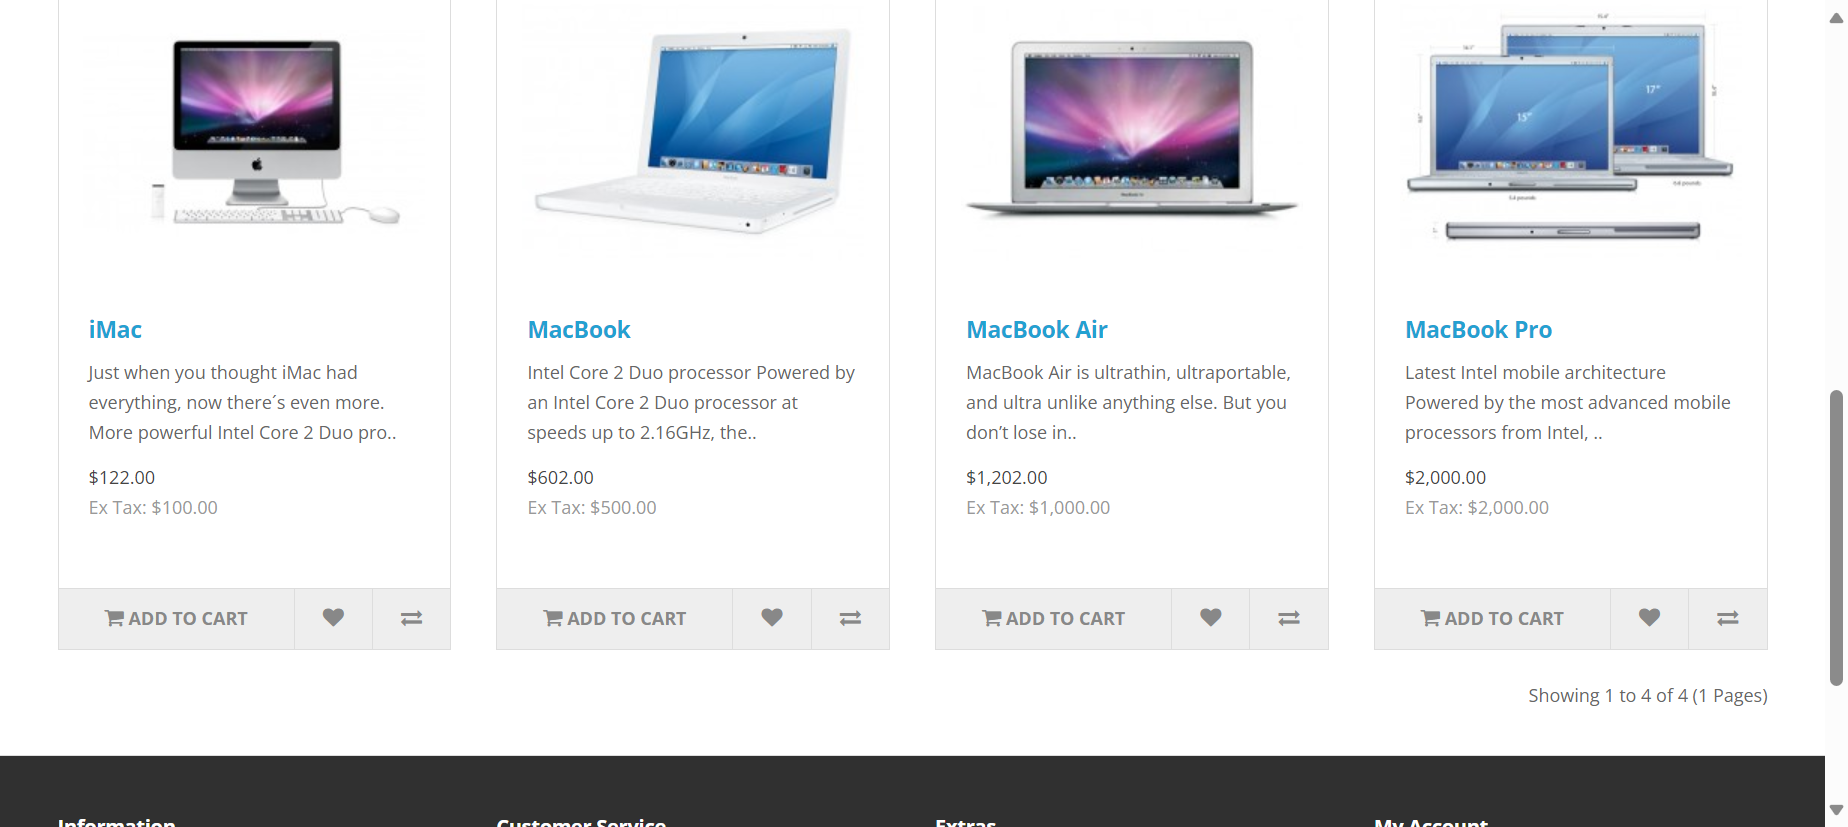 15"
17"
iMac
Just when you thought iMac had
everything, now there´s even more.
More powerful Intel Core 2 Duo pro..
$122.00
Ex Tax: $100.00
ADD TO CART
MacBook
Intel Core 2 Duo processor Powered by
an Intel Core 2 Duo processor at
speeds up to 2.16GHz, the..
$602.00
Ex Tax: $500.00
ADD TO CART
MacBook Air
MacBook Air is ultrathin, ultraportable,
and ultra unlike anything else. But you
don’t lose in..
$1,202.00
Ex Tax: $1,000.00
ADD TO CART
MacBook Pro
Latest Intel mobile architecture
Powered by the most advanced mobile
processors from Intel, ..
$2,000.00
Ex Tax: $2,000.00
ADD TO CART
Showing 1 to 4 of 4 (1 Pages)
Information
Customer Service
Extras
My Account